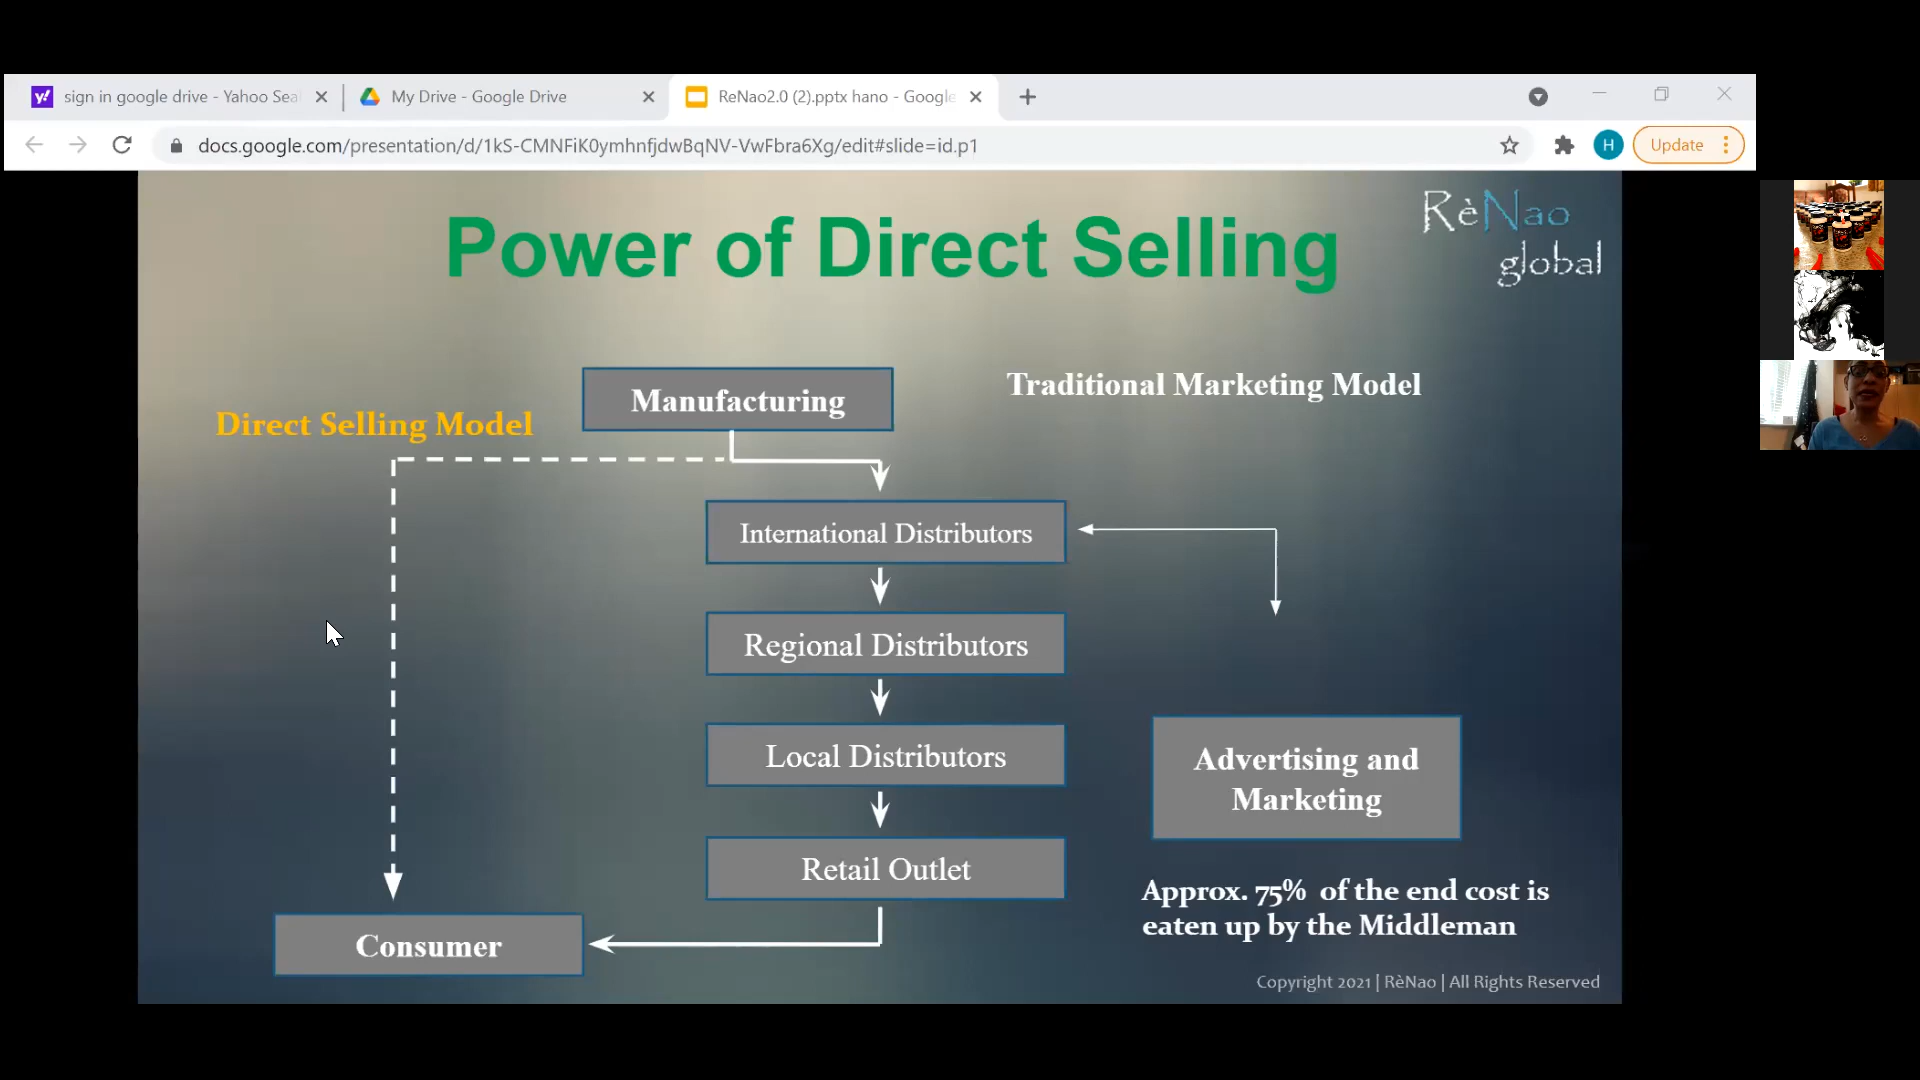 sign in google drive - Yahoo Sea
My Drive - Google Drive
ReNao2.0 (2).pptx hano - Google
docs.google.com/presentation/d/1kS-CMNFiK0ymhnfjdwBqNV-VwFbra6Xg/edit#slide=id.p1
H
Update
Power of Direct Selling
RèNao
global
Manufacturing
Traditional Marketing Model
Direct Selling Model
International Distributors
Regional Distributors
Local Distributors
Advertising and
Marketing
Retail Outlet
Approx. 75% of the end cost is
eaten up by the Middleman
Consumer
Copyright 2021 | RèNao | All Rights Reserved